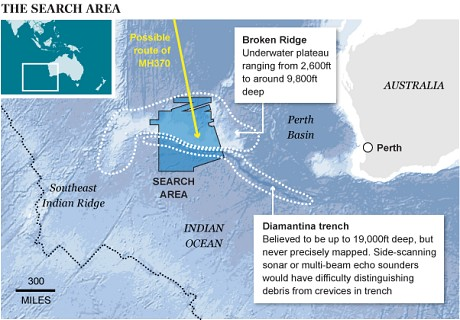 THE SEARCH AREA
Possible
route of
MH370
Broken Ridge
Underwater plateau
ranging from 2,600ft
to around 9,800ft
deep
AUSTRALIA
Perth
Basin
Perth
SEARCH
AREA
Southeast
Indian Ridge
INDIAN
OCEAN
Diamantina trench
Believed to be up to 19,000ft deep, but
never precisely mapped. Side-scanning
sonar or multi-beam echo sounders
would have difficulty distinguishing
debris from crevices in trench
300
MILES